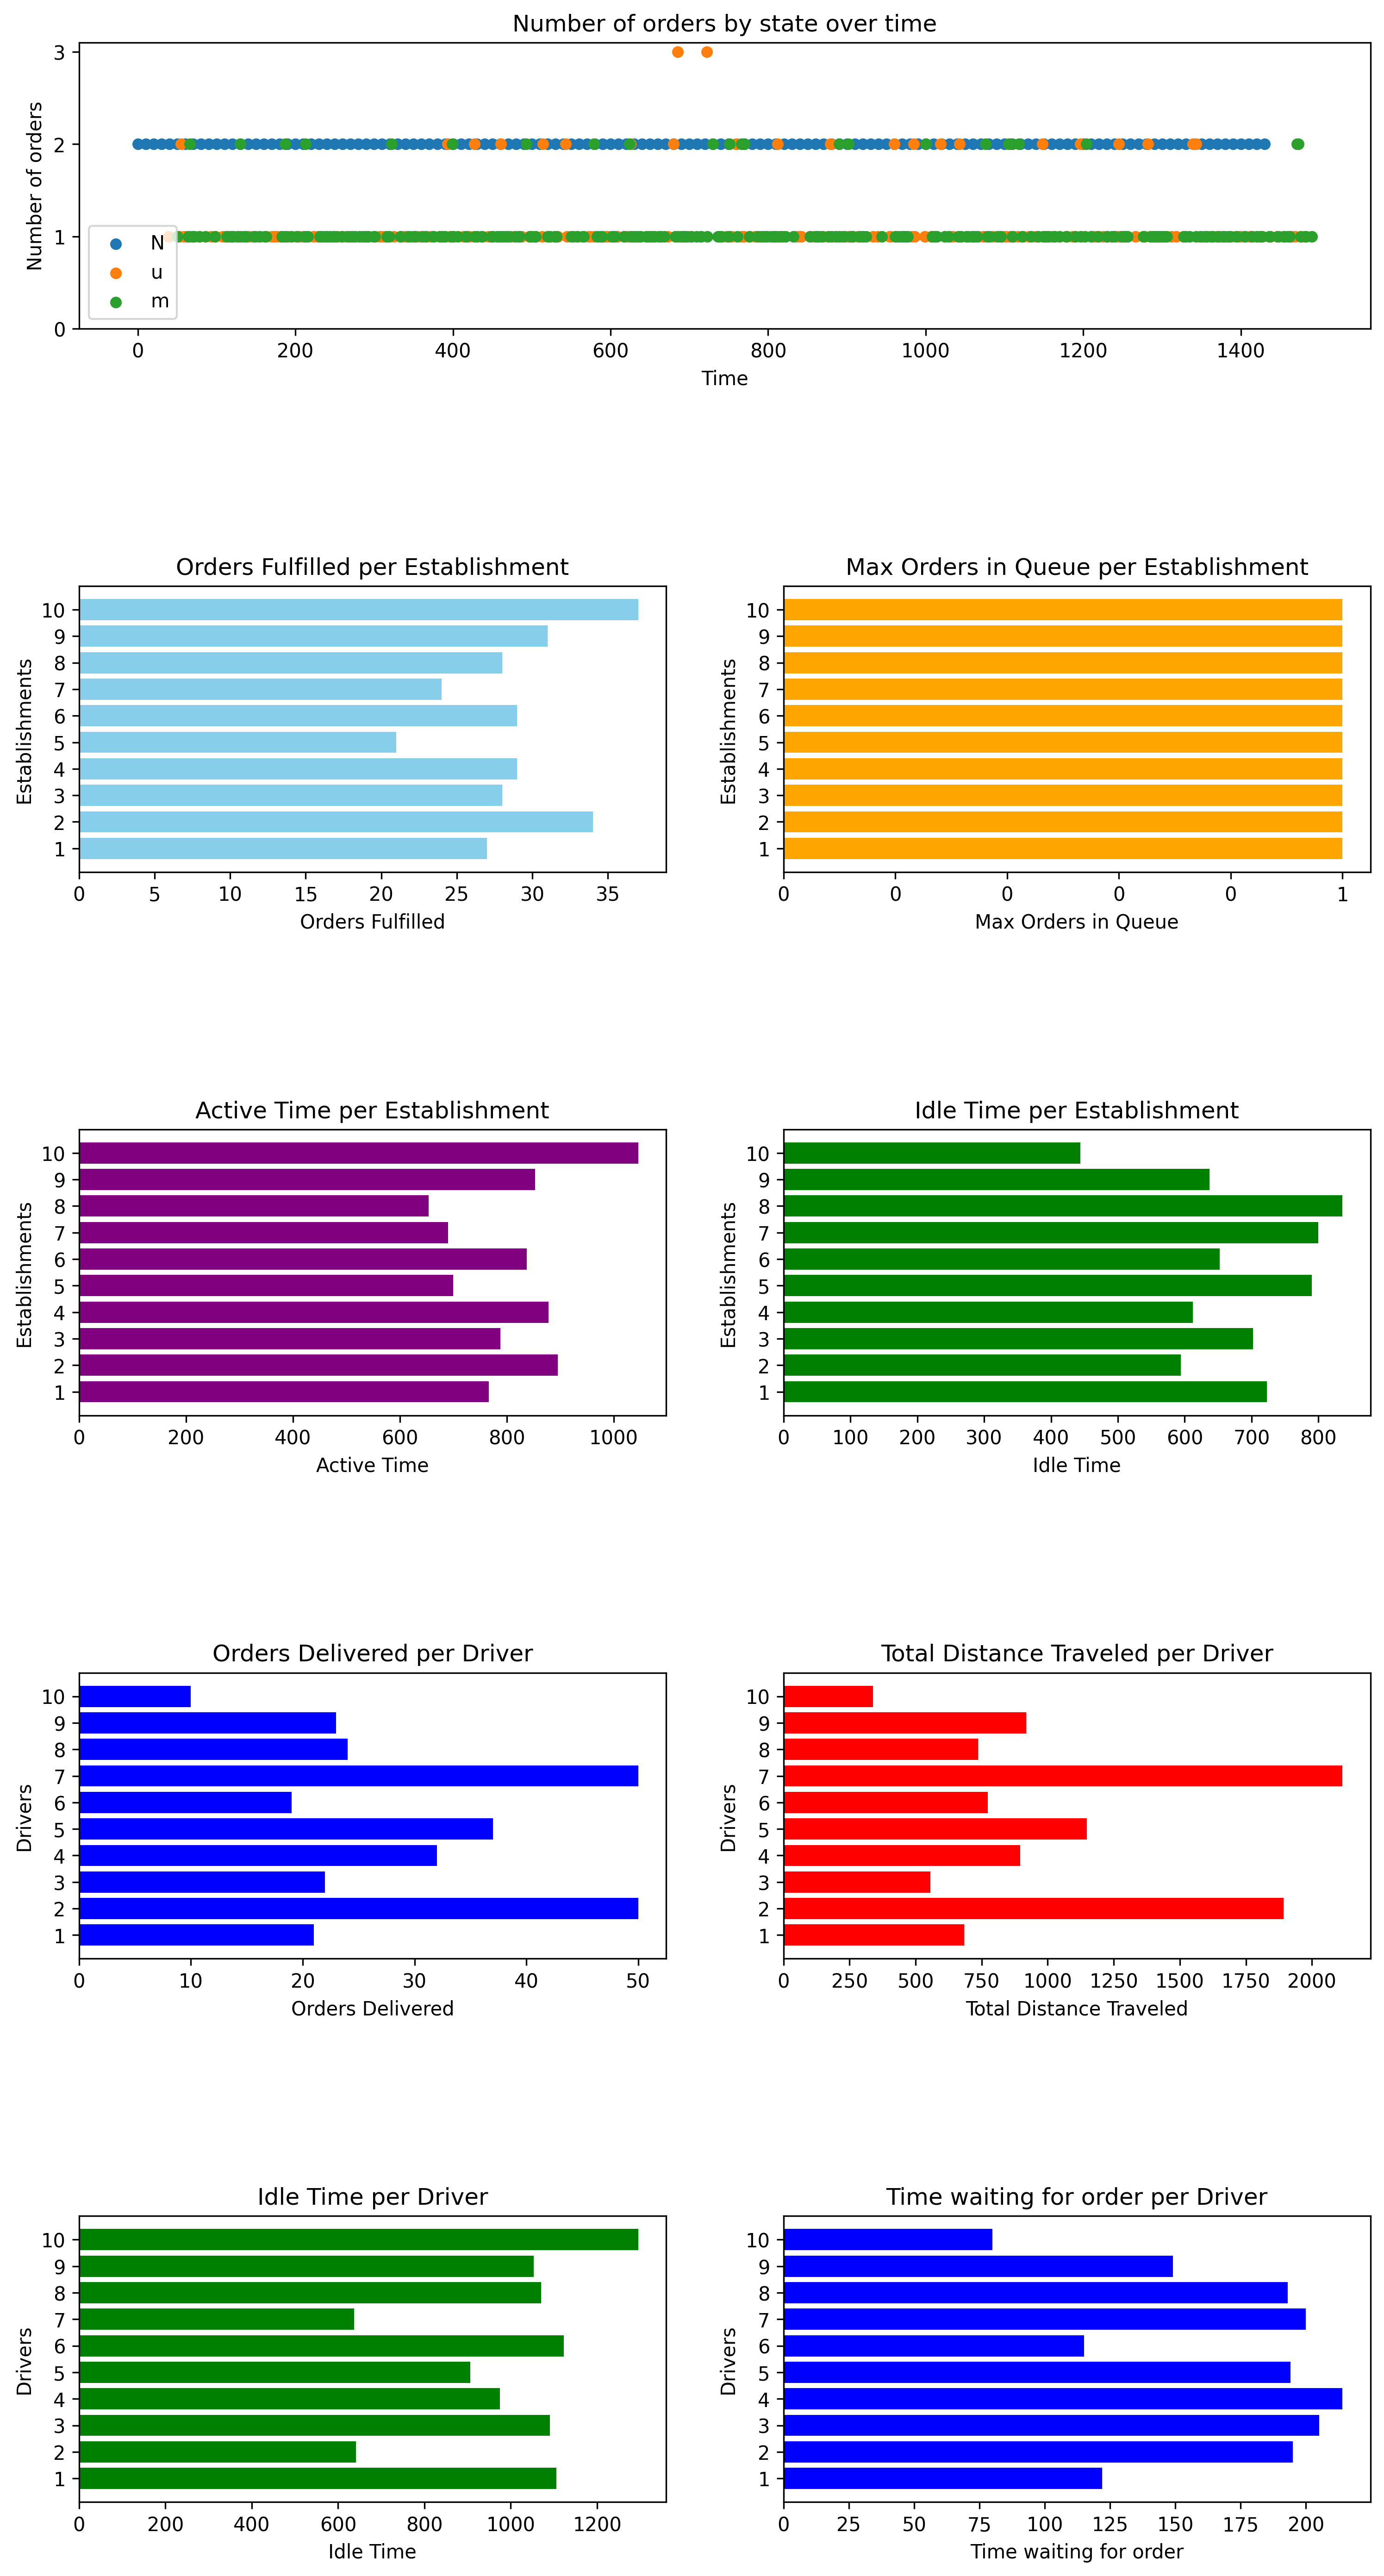 Number of orders by state over time
Number of orders
3
2
1
0
N
u
m
0 200 400 600 800 1000 1200 1400
Time
Orders Fulfilled per Establishment
Establishments
10
9
8
7
6
5
4
3
2
1
0 5 10 15 20 25 30 35
Orders Fulfilled
Max Orders in Queue per Establishment
Establishments
10
9
8
7
6
5
4
3
2
1
0 0 0 0 0 1
Max Orders in Queue
Active Time per Establishment
Establishments
10
9
8
7
6
5
4
3
2
1
0 200 400 600 800 1000
Active Time
Idle Time per Establishment
Establishments
10
9
8
7
6
5
4
3
2
1
0 100 200 300 400 500 600 700 800
Idle Time
Orders Delivered per Driver
Drivers
10
9
8
7
6
5
4
3
2
1
0 10 20 30 40 50
Orders Delivered
Total Distance Traveled per Driver
Drivers
10
9
8
7
6
5
4
3
2
1
0 250 500 750 1000 1250 1500 1750 2000
Total Distance Traveled
Idle Time per Driver
Drivers
10
9
8
7
6
5
4
3
2
1
0 200 400 600 800 1000 1200
Idle Time
Time waiting for order per Driver
Drivers
10
9
8
7
6
5
4
3
2
1
0 25 50 75 100 125 150 175 200
Time waiting for order